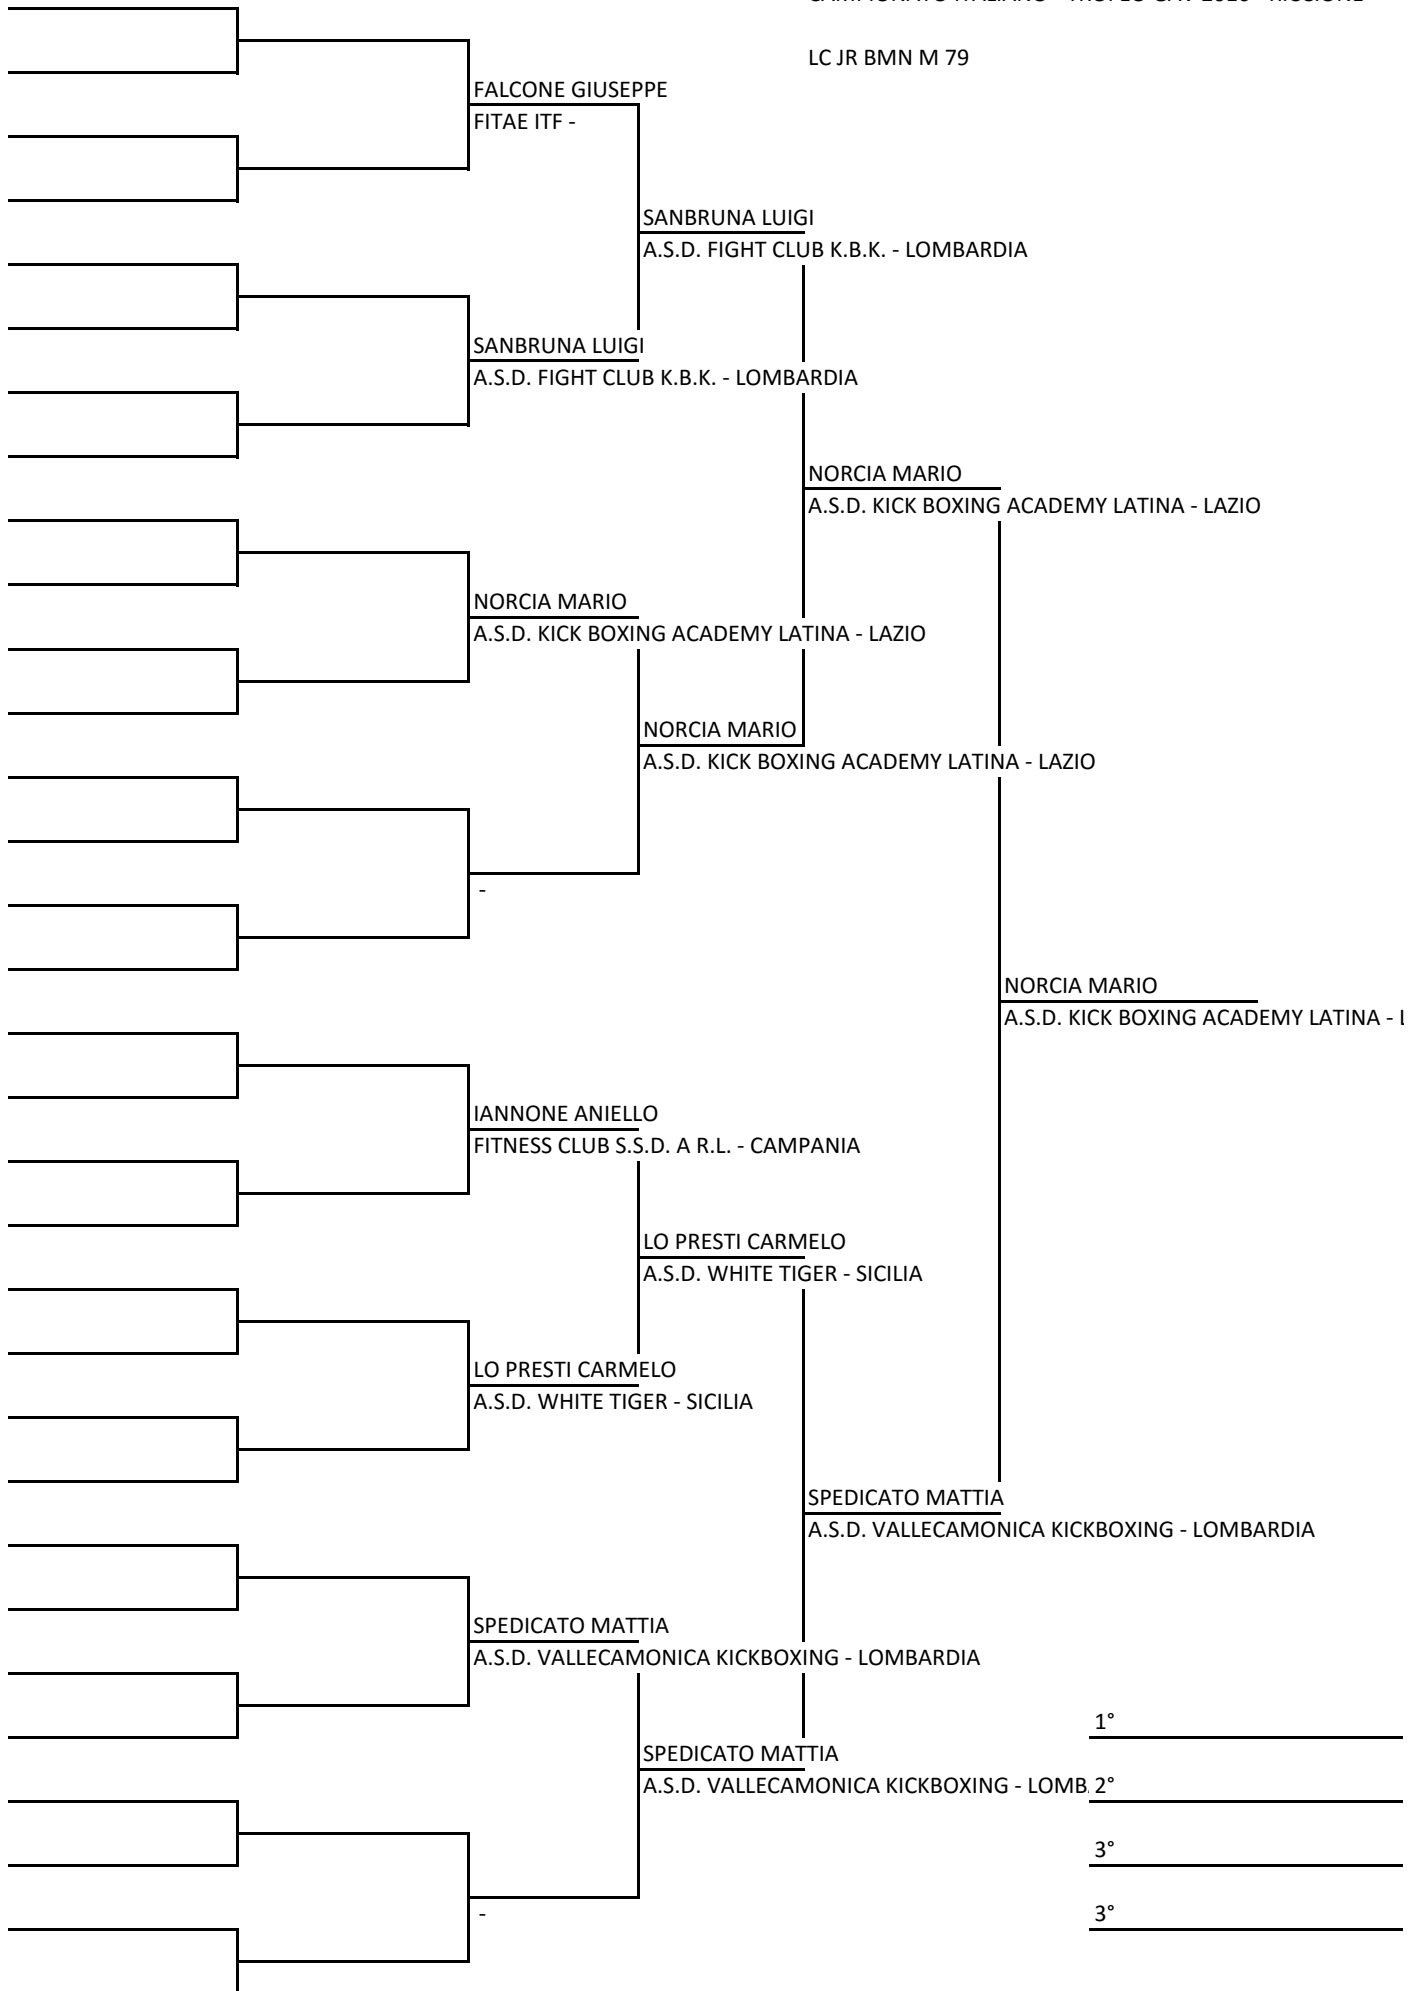 LC JR BMN M 79
FALCONE GIUSEPPE
FITAE ITF -
SANBRUNA LUIGI
A.S.D. FIGHT CLUB K.B.K. - LOMBARDIA
SANBRUNA LUIGI
A.S.D. FIGHT CLUB K.B.K. - LOMBARDIA
NORCIA MARIO
A.S.D. KICK BOXING ACADEMY LATINA - LAZIO
NORCIA MARIO
A.S.D. KICK BOXING ACADEMY LATINA - LAZIO
NORCIA MARIO
A.S.D. KICK BOXING ACADEMY LATINA - LAZIO
-
NORCIA MARIO
A.S.D. KICK BOXING ACADEMY LATINA - L
IANNONE ANIELLO
FITNESS CLUB S.S.D. A R.L. - CAMPANIA
LO PRESTI CARMELO
A.S.D. WHITE TIGER - SICILIA
LO PRESTI CARMELO
A.S.D. WHITE TIGER - SICILIA
SPEDICATO MATTIA
A.S.D. VALLECAMONICA KICKBOXING - LOMBARDIA
SPEDICATO MATTIA
A.S.D. VALLECAMONICA KICKBOXING - LOMBARDIA
1°
SPEDICATO MATTIA
A.S.D. VALLECAMONICA KICKBOXING - LOMB
2°
3°
-
3°